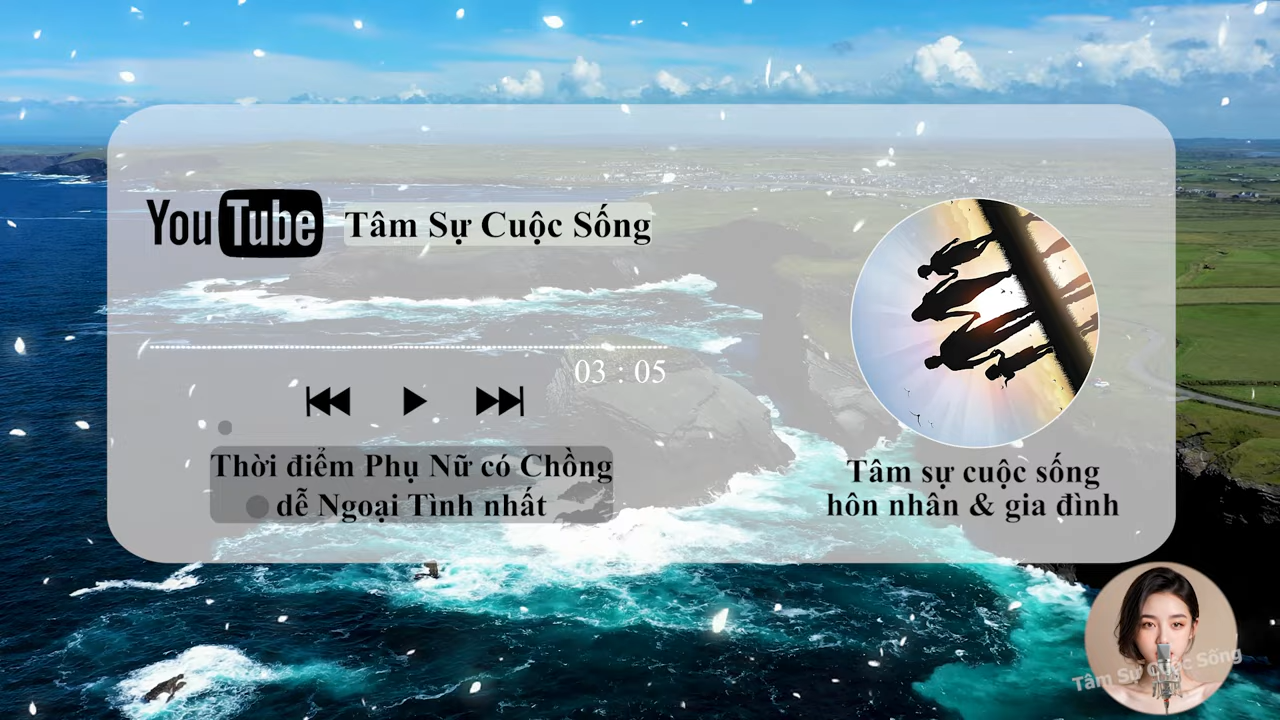 YouTube Tâm Sự Cuộc Sống
03 : 05
Thời điểm Phụ Nữ có Chồng
dễ Ngoại Tình nhất
Tâm sự cuộc sống
hôn nhân & gia đình
Tâm Sự Cuộc Sống